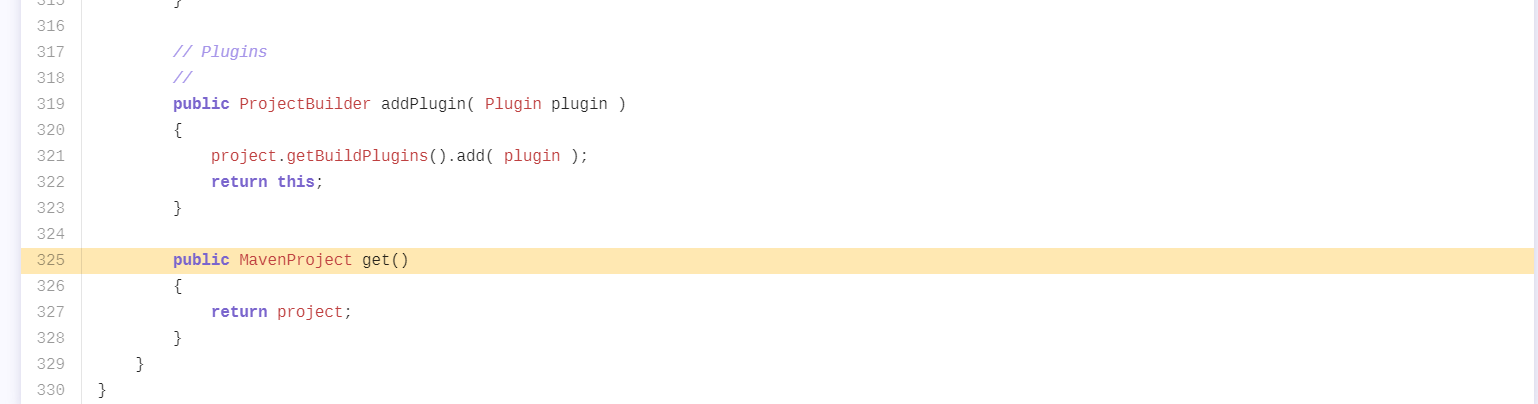 315 }
316
317 // Plugins
318 //
319 public ProjectBuilder addPlugin( Plugin plugin )
320 {
321 project.getBuildPlugins().add( plugin );
322 return this;
323 }
324
325 public MavenProject get()
326 {
327 return project;
328 }
329 }
330 }